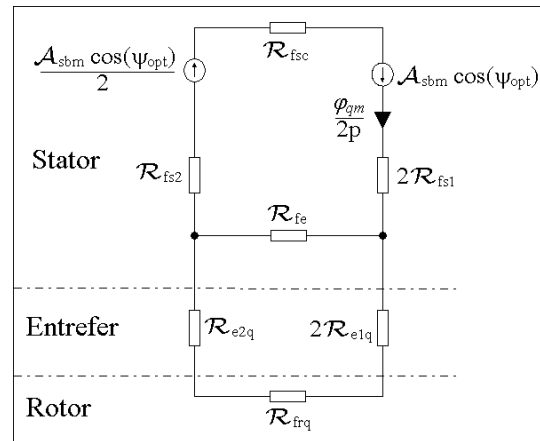 𝓡fsc
𝓐sbm cos(ψopt)
2
𝓐sbm cos(ψopt)
φqm
2p
Stator
𝓡fs2
2𝓡fs1
𝓡fe
Entrefer
𝓡e2q
2𝓡e1q
Rotor
𝓡frq